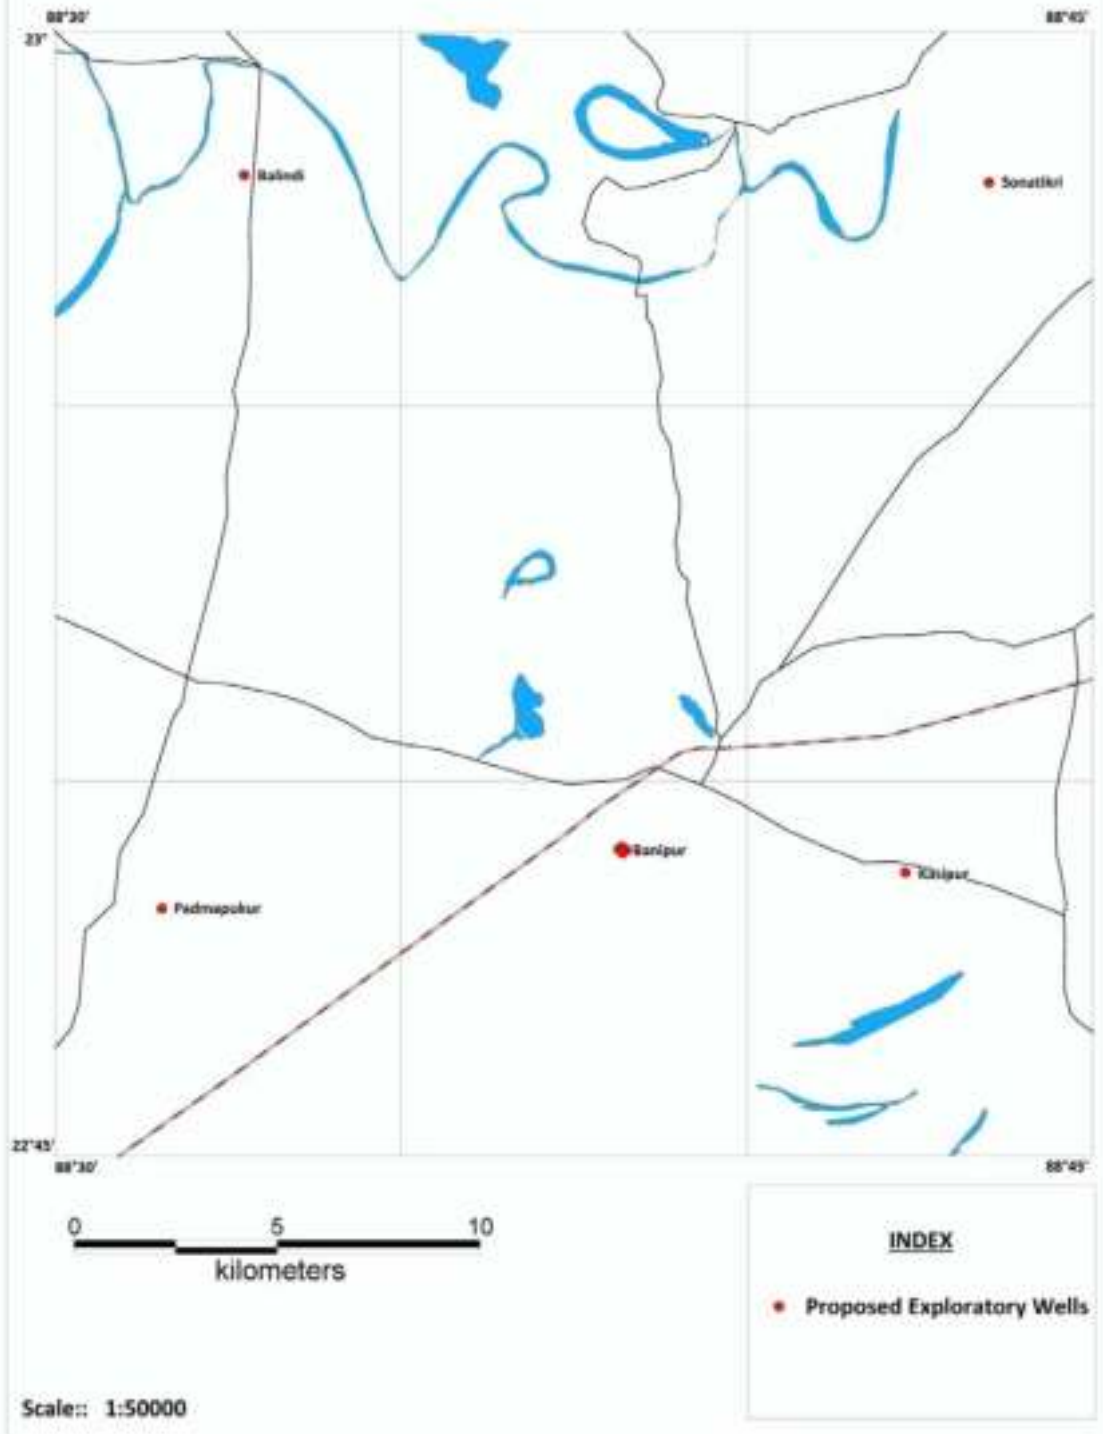 88°30'
88°45'
23°
Balindi
Sonatikri
Banipur
Kasipur
Padmapukur
22°45'
88°30'
88°45'
0 5 10
kilometers
INDEX
Proposed Exploratory Wells
Scale:: 1:50000